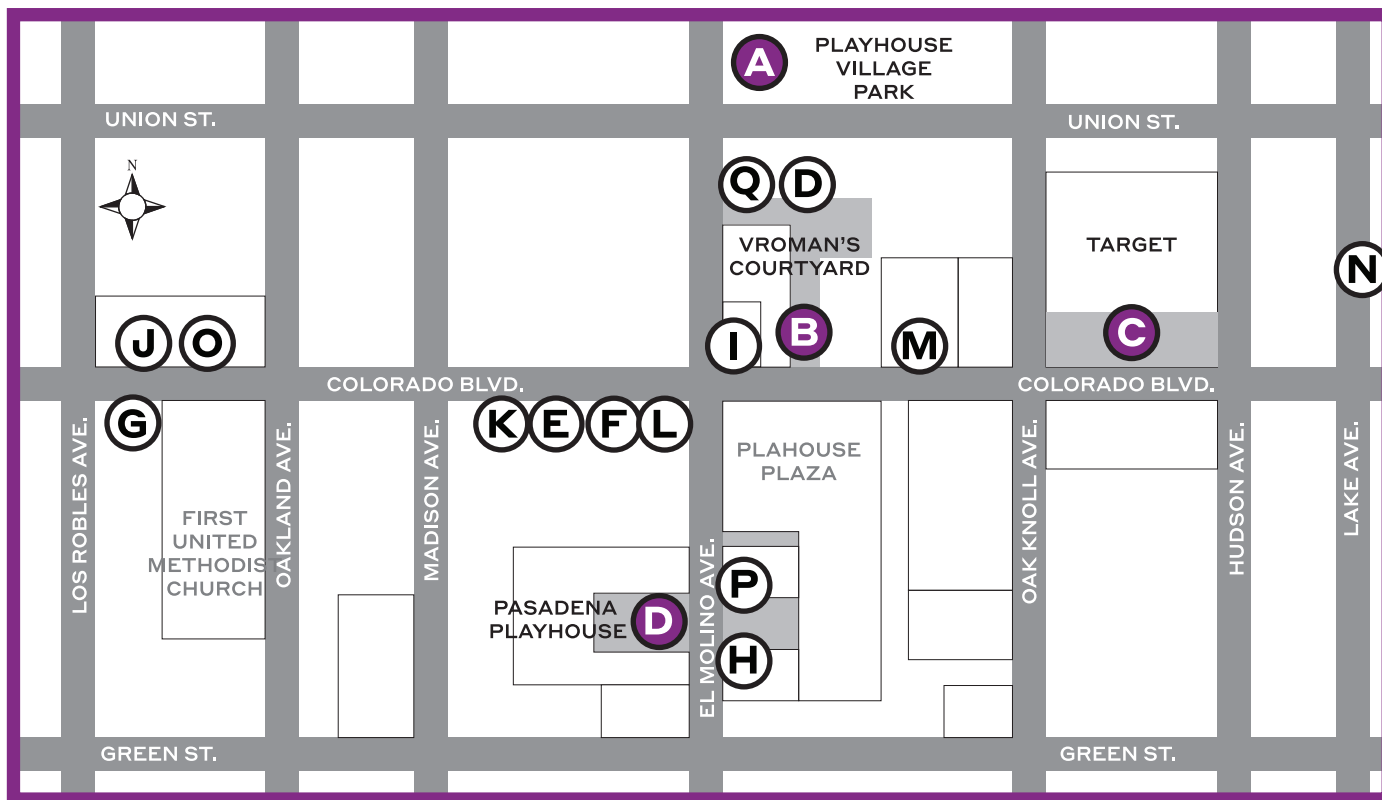 A
PLAYHOUSE
VILLAGE
PARK
UNION ST.
UNION ST.
N
Q
D
VROMAN'S
COURTYARD
TARGET
N
J
O
I
B
M
C
COLORADO BLVD.
COLORADO BLVD.
G
K
E
F
L
PLAHOUSE
PLAZA
LOS ROBLES AVE.
OAKLAND AVE.
MADISON AVE.
EL MOLINO AVE.
OAK KNOLL AVE.
HUDSON AVE.
LAKE AVE.
FIRST
UNITED
METHODIST
CHURCH
P
PASADENA
PLAYHOUSE
D
H
GREEN ST.
GREEN ST.